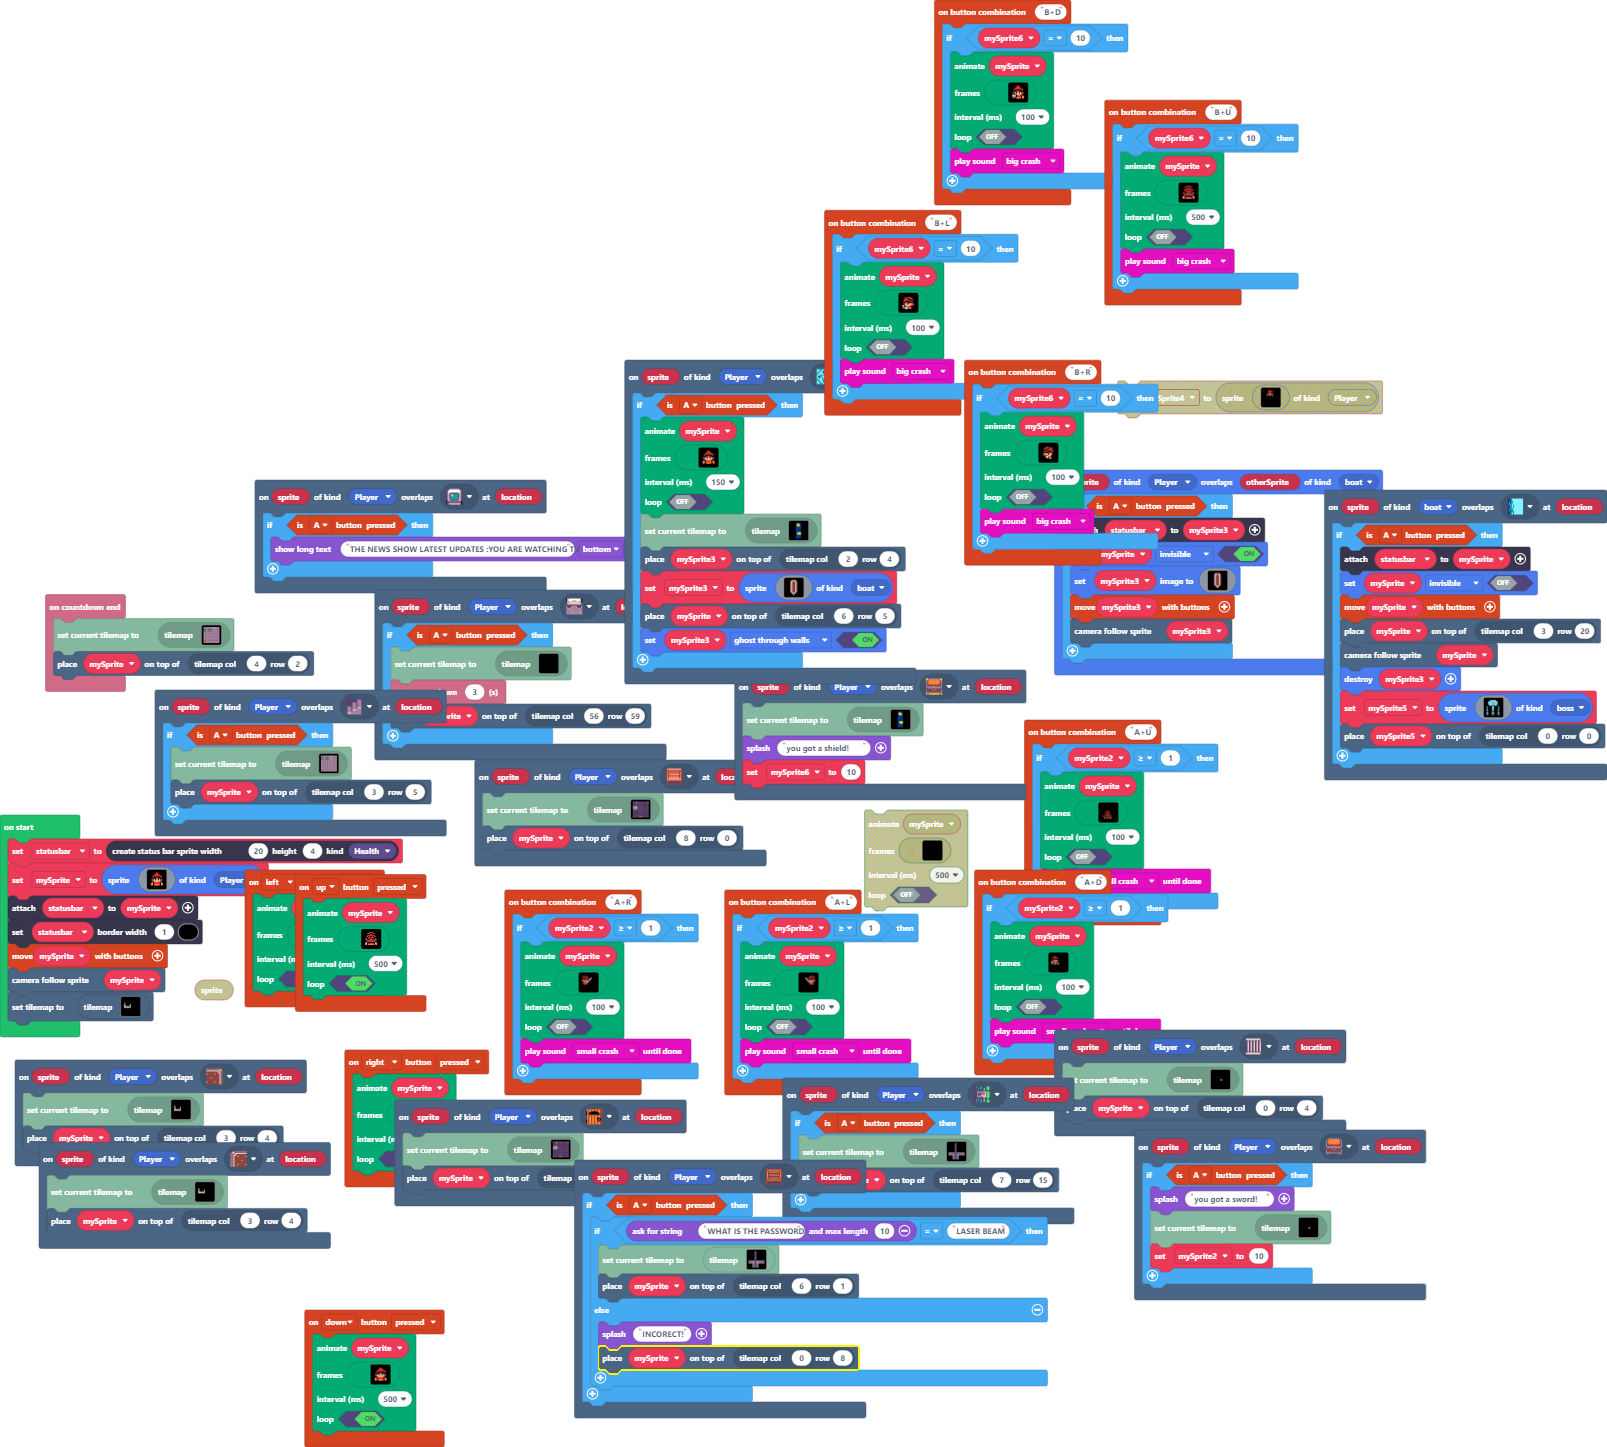 on button combination "B+D"
if mySprite6 = 10 then
animate mySprite
frames
interval (ms) 100
loop OFF
play sound big crash
on button combination "B+U"
if mySprite6 = 10 then
animate mySprite
frames
interval (ms) 500
loop OFF
play sound big crash
on button combination "B+L"
if mySprite6 = 10 then
animate mySprite
frames
interval (ms) 100
loop OFF
play sound big crash
on button combination "B+R"
if mySprite6 = 10 then
animate mySprite
frames
interval (ms) 100
loop OFF
play sound big crash
Sprite4 to sprite of kind Player
on sprite of kind Player overlaps
if is A button pressed then
animate mySprite
frames
interval (ms) 150
loop OFF
set current tilemap to tilemap
place mySprite3 on top of tilemap col 2 row 4
set mySprite3 to sprite of kind boat
place mySprite on top of tilemap col 6 row 5
set mySprite3 ghost through walls ON
of kind Player overlaps otherSprite of kind boat
is A button pressed then
statusbar to mySprite3
mySprite invisible ON
set mySprite3 image to
move mySprite3 with buttons
camera follow sprite mySprite3
on sprite of kind boat overlaps at location
if is A button pressed then
attach statusbar to mySprite
set mySprite invisible OFF
move mySprite with buttons
place mySprite on top of tilemap col 3 row 20
camera follow sprite mySprite
destroy mySprite3
set mySprite5 to sprite of kind boss
place mySprite5 on top of tilemap col 0 row 0
on sprite of kind Player overlaps at location
if is A button pressed then
show long text "THE NEWS SHOW LATEST UPDATES :YOU ARE WATCHING T bottom
on countdown end
set current tilemap to tilemap
place mySprite on top of tilemap col 4 row 2
on sprite of kind Player overlaps at
if is A button pressed then
set current tilemap to tilemap
3 (s)
on top of tilemap col 56 row 59
on sprite of kind Player overlaps at location
if is A button pressed then
set current tilemap to tilemap
place mySprite on top of tilemap col 3 row 5
on sprite of kind Player overlaps at location
set current tilemap to tilemap
splash "you got a shield!"
set mySprite6 to 10
on sprite of kind Player overlaps at
set current tilemap to tilemap
place mySprite on top of tilemap col 8 row 0
on button combination "A+U"
if mySprite2 ≥ 1 then
animate mySprite
frames
interval (ms) 100
loop OFF
crash until done
animate mySprite
frames
interval (ms) 500
loop OFF
on start
set statusbar to create status bar sprite width 20 height 4 kind Health
set mySprite to sprite of kind Player
attach statusbar to mySprite
set statusbar border width 1
move mySprite with buttons
camera follow sprite mySprite
set tilemap to tilemap
sprite
on left
animate
frames
loop
on up button pressed
animate mySprite
frames
interval (ms) 500
loop ON
on button combination "A+R"
if mySprite2 ≥ 1 then
animate mySprite
frames
interval (ms) 100
loop OFF
play sound small crash until done
on button combination "A+L"
if mySprite2 ≥ 1 then
animate mySprite
frames
interval (ms) 100
loop OFF
play sound small crash until done
on button combination "A+D"
if mySprite2 ≥ 1 then
animate mySprite
frames
interval (ms) 100
loop OFF
play sound
on sprite of kind Player overlaps at location
current tilemap to tilemap
mySprite on top of tilemap col 0 row 4
on sprite of kind Player overlaps at location
set current tilemap to tilemap
place mySprite on top of tilemap col 3 row 4
on sprite of kind Player overlaps at location
set current tilemap to tilemap
place mySprite on top of tilemap col 3 row 4
on right button pressed
animate mySprite
frames
loop
on sprite of kind Player overlaps at location
set current tilemap to tilemap
place mySprite on top of tilemap
on sprite of kind Player overlaps at location
if is A button pressed then
set current tilemap to tilemap
on top of tilemap col 7 row 15
on sprite of kind Player overlaps at location
if is A button pressed then
splash "you got a sword!"
set current tilemap to tilemap
set mySprite2 to 10
on sprite of kind Player overlaps at location
if is A button pressed then
if ask for string "WHAT IS THE PASSWORD and max length 10 = "LASER BEAM" then
set current tilemap to tilemap
place mySprite on top of tilemap col 6 row 1
else
splash "INCORECT!"
place mySprite on top of tilemap col 0 row 8
on down button pressed
animate mySprite
frames
interval (ms) 500
loop ON